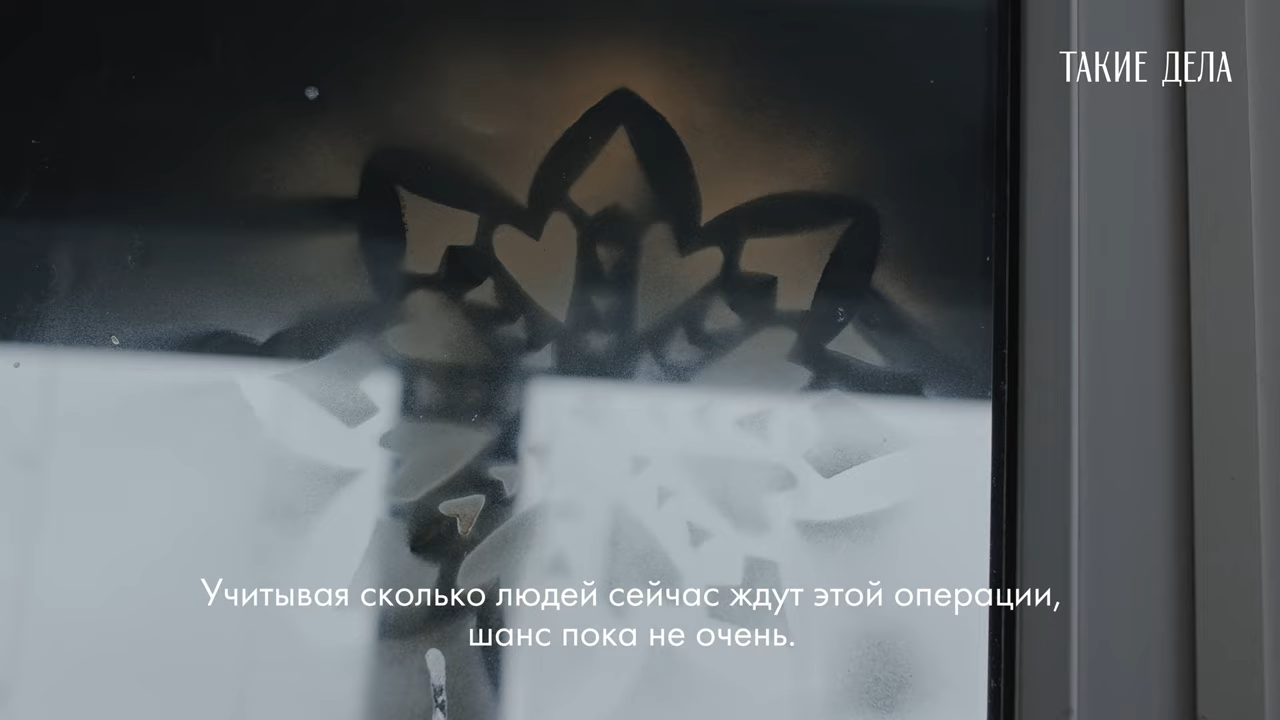 ТАКИЕ ДЕЛА
Учитывая сколько людей сейчас ждут этой операции,
шанс пока не очень.